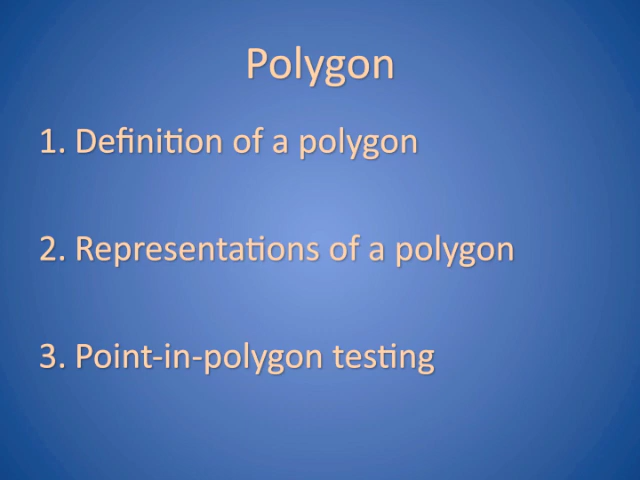 Polygon
1. Definition of a polygon
2. Representations of a polygon
3. Point-in-polygon testing